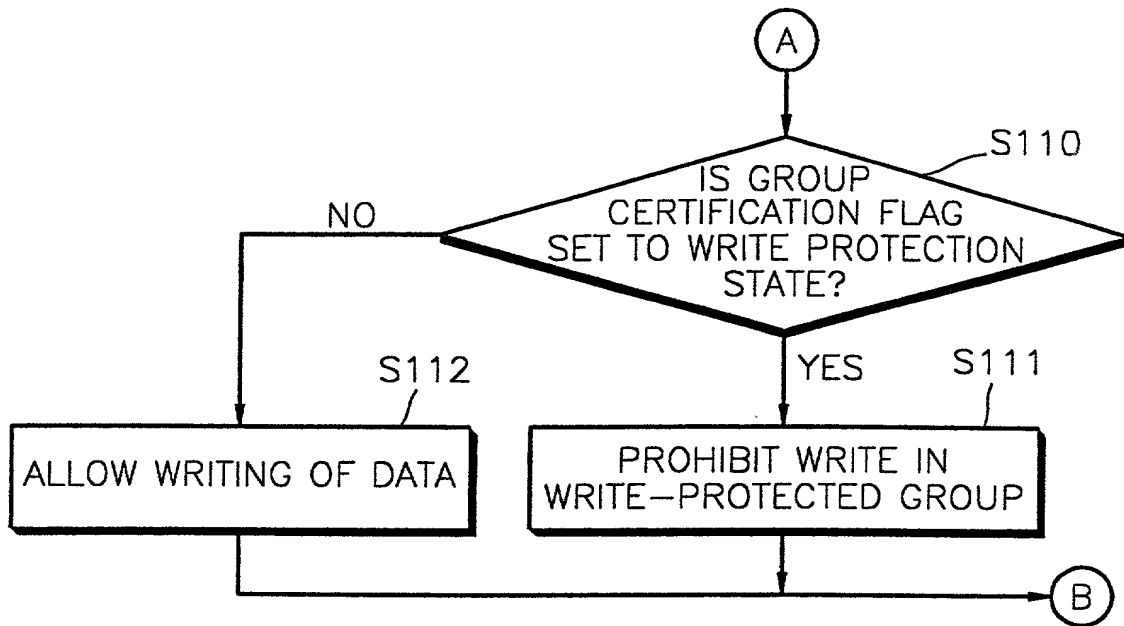 A
S110
IS GROUP
CERTIFICATION FLAG
SET TO WRITE PROTECTION
STATE?
NO
YES
S112
S111
ALLOW WRITING OF DATA
PROHIBIT WRITE IN
WRITE-PROTECTED GROUP
B